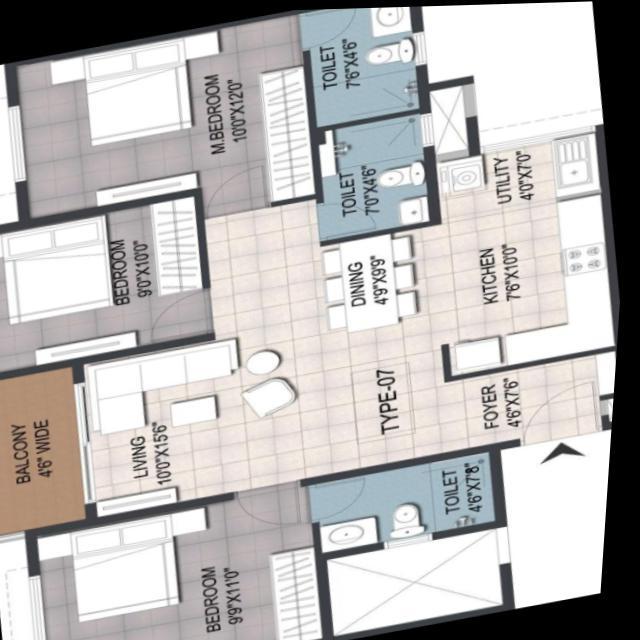 TOILET
7'6"X4'6"
M.BEDROOM
10'0"X12'0"
TOILET
7'0"X4'6"
UTILITY
4'0"X7'0"
BEDROOM
9'0"X10'0"
DINING
4'9"X9'9"
KITCHEN
7'6"X10'0"
TYPE-07
FOYER
4'6"X7'6"
BALCONY
4'6" WIDE
LIVING
10'0"X15'6"
TOILET
4'6"X7'8"
BEDROOM
9'9"X11'0"